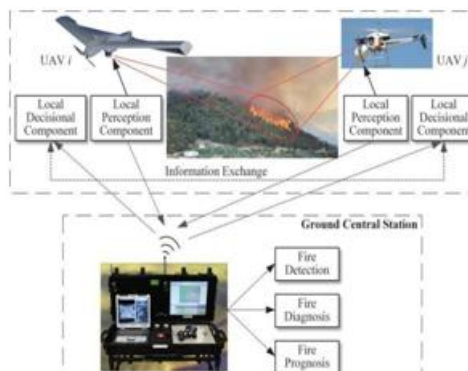 UAV i
UAV j
Local
Decisional
Component
Local
Perception
Component
Local
Perception
Component
Local
Decisional
Component
Information Exchange
Ground Central Station
Fire
Detection
Fire
Diagnosis
Fire
Prognosis